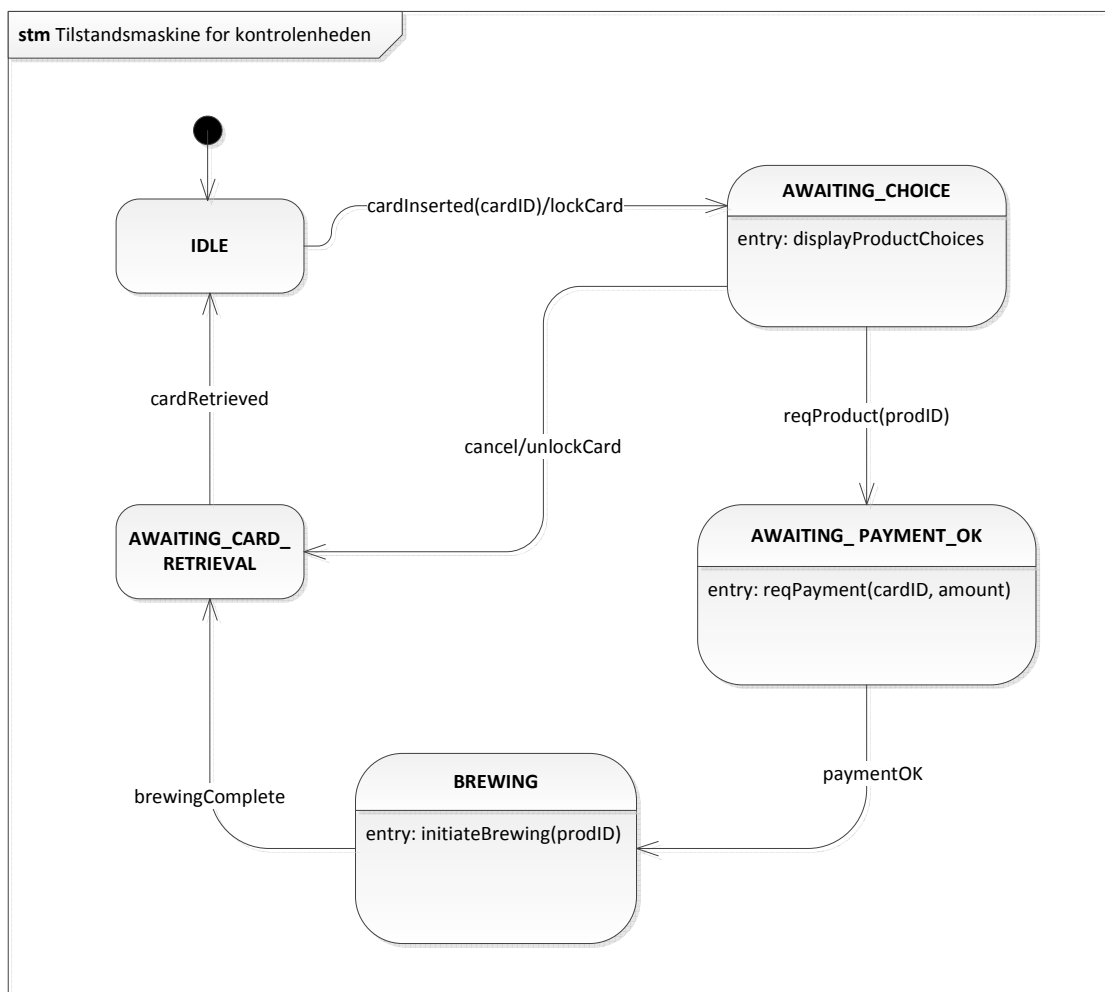 stm Tilstandsmaskine for kontrolenheden
AWAITING_CHOICE
cardInserted(cardID)/lockCard
IDLE
entry: displayProductChoices
cardRetrieved
reqProduct(prodID)
cancel/unlockCard
AWAITING_CARD_
RETRIEVAL
AWAITING_ PAYMENT_OK
entry: reqPayment(cardID, amount)
paymentOK
BREWING
brewingComplete
entry: initiateBrewing(prodID)